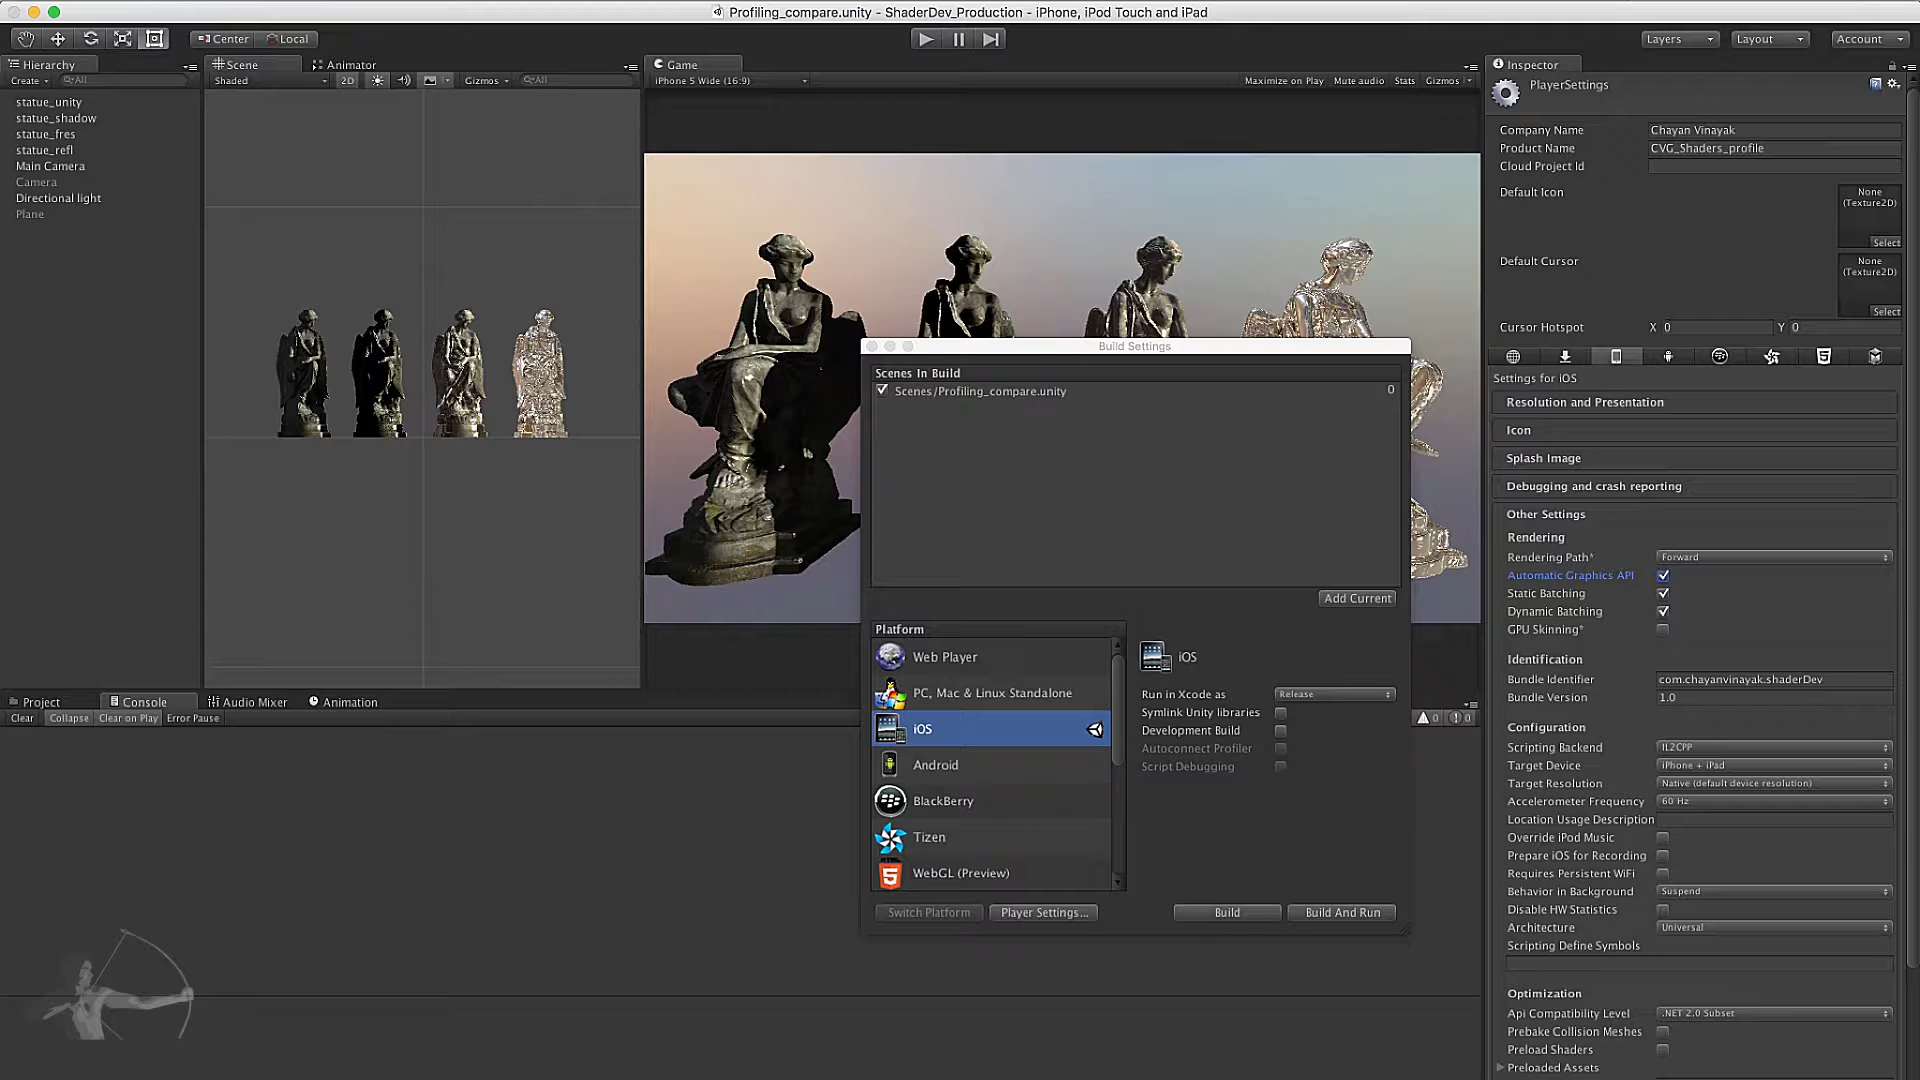 Profiling_compare.unity - ShaderDev_Production - iPhone, iPod Touch and iPad
Center Local
Layers Layout Account
Hierarchy
Create All
statue_unity
statue_shadow
statue_fres
statue_refl
Main Camera
Camera
Directional light
Plane
Scene Animator
Shaded 2D Gizmos All
Game
iPhone 5 Wide (16:9) Maximize on Play Mute audio Stats Gizmos
Inspector
PlayerSettings
Company Name Chayan Vinayak
Product Name CVG_Shaders_profile
Cloud Project Id
Default Icon None
(Texture2D)
Select
Default Cursor None
(Texture2D)
Select
Cursor Hotspot X 0 Y 0
Settings for iOS
Resolution and Presentation
Icon
Splash Image
Debugging and crash reporting
Other Settings
Rendering
Rendering Path* Forward
Automatic Graphics API
Static Batching
Dynamic Batching
GPU Skinning*
Identification
Bundle Identifier com.chayanvinayak.shaderDev
Bundle Version 1.0
Configuration
Scripting Backend IL2CPP
Target Device iPhone + iPad
Target Resolution Native (default device resolution)
Accelerometer Frequency 60 Hz
Location Usage Description
Override iPod Music
Prepare iOS for Recording
Requires Persistent WiFi
Behavior in Background Suspend
Disable HW Statistics
Architecture Universal
Scripting Define Symbols
Optimization
Api Compatibility Level .NET 2.0 Subset
Prebake Collision Meshes
Preload Shaders
Preloaded Assets
Build Settings
Scenes In Build
Scenes/Profiling_compare.unity 0
Add Current
Platform
Web Player
PC, Mac & Linux Standalone
iOS
Android
BlackBerry
Tizen
HTML
5
WebGL (Preview)
iOS
Run in Xcode as Release
Symlink Unity libraries
Development Build
Autoconnect Profiler
Script Debugging
Switch Platform Player Settings... Build Build And Run
Project Console Audio Mixer Animation
Clear Collapse Clear on Play Error Pause 0 0